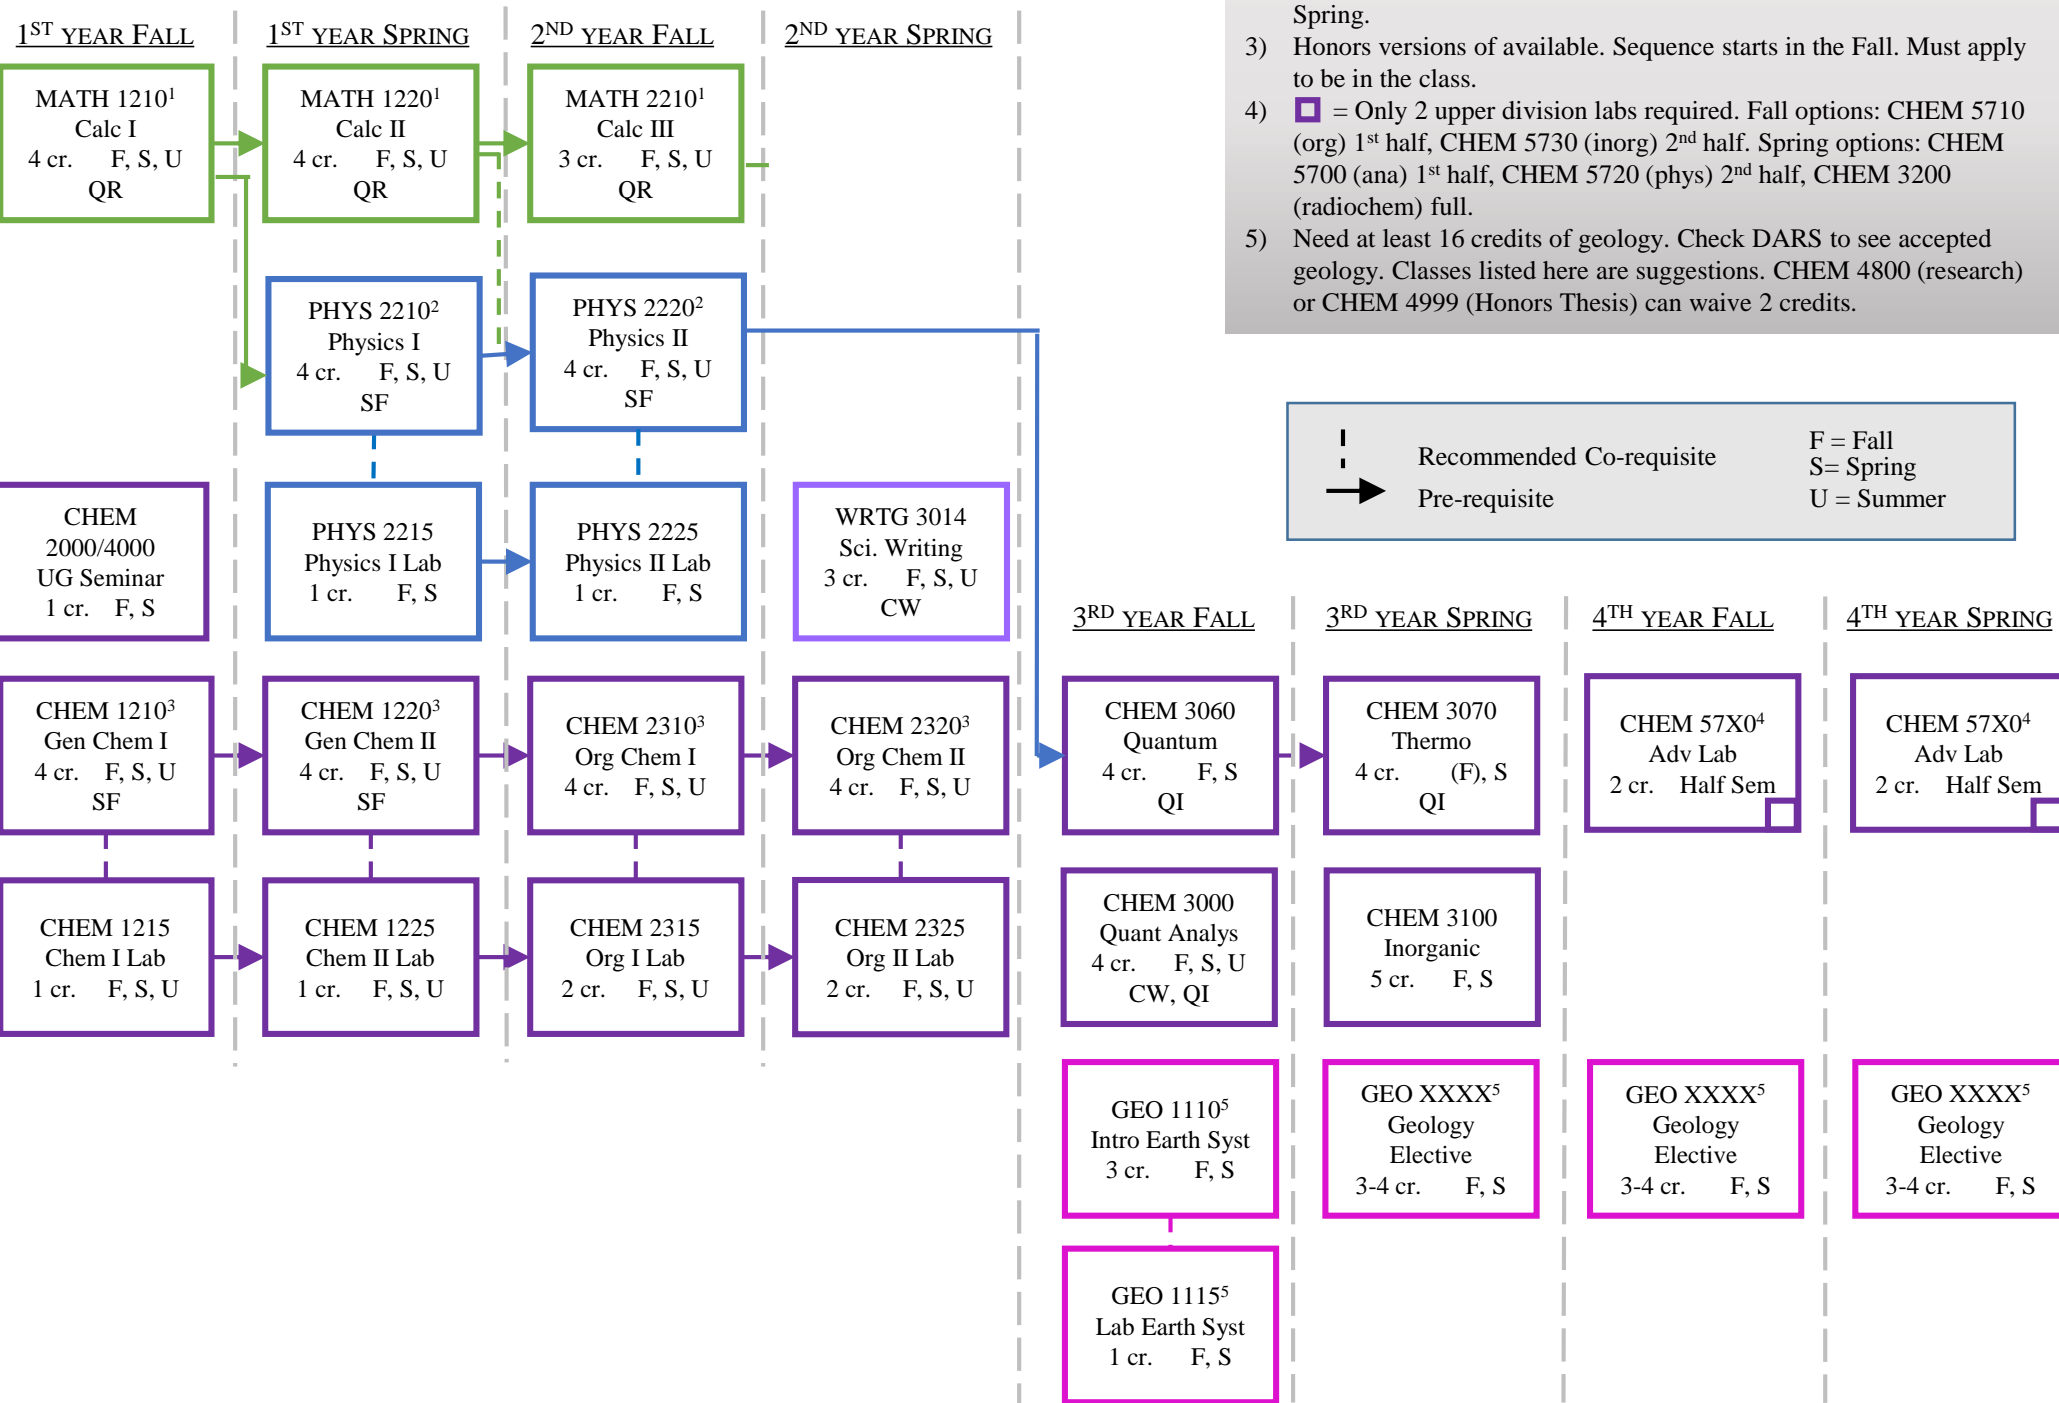 Spring.
3) Honors versions of available. Sequence starts in the Fall. Must apply
to be in the class.
4) = Only 2 upper division labs required. Fall options: CHEM 5710
(org) 1st half, CHEM 5730 (inorg) 2nd half. Spring options: CHEM
5700 (ana) 1st half, CHEM 5720 (phys) 2nd half, CHEM 3200
(radiochem) full.
5) Need at least 16 credits of geology. Check DARS to see accepted
geology. Classes listed here are suggestions. CHEM 4800 (research)
or CHEM 4999 (Honors Thesis) can waive 2 credits.
1ST YEAR FALL
1ST YEAR SPRING
2ND YEAR FALL
2ND YEAR SPRING
MATH 12101
Calc I
4 cr. F, S, U
QR
MATH 12201
Calc II
4 cr. F, S, U
QR
MATH 22101
Calc III
3 cr. F, S, U
QR
PHYS 22102
Physics I
4 cr. F, S, U
SF
PHYS 22202
Physics II
4 cr. F, S, U
SF
Recommended Co-requisite
Pre-requisite
F = Fall
S= Spring
U = Summer
CHEM
2000/4000
UG Seminar
1 cr. F, S
PHYS 2215
Physics I Lab
1 cr. F, S
PHYS 2225
Physics II Lab
1 cr. F, S
WRTG 3014
Sci. Writing
3 cr. F, S, U
CW
3RD YEAR FALL
3RD YEAR SPRING
4TH YEAR FALL
4TH YEAR SPRING
CHEM 12103
Gen Chem I
4 cr. F, S, U
SF
CHEM 12203
Gen Chem II
4 cr. F, S, U
SF
CHEM 23103
Org Chem I
4 cr. F, S, U
CHEM 23203
Org Chem II
4 cr. F, S, U
CHEM 3060
Quantum
4 cr. F, S
QI
CHEM 3070
Thermo
4 cr. (F), S
QI
CHEM 57X04
Adv Lab
2 cr. Half Sem
CHEM 57X04
Adv Lab
2 cr. Half Sem
CHEM 1215
Chem I Lab
1 cr. F, S, U
CHEM 1225
Chem II Lab
1 cr. F, S, U
CHEM 2315
Org I Lab
2 cr. F, S, U
CHEM 2325
Org II Lab
2 cr. F, S, U
CHEM 3000
Quant Analys
4 cr. F, S, U
CW, QI
CHEM 3100
Inorganic
5 cr. F, S
GEO 11105
Intro Earth Syst
3 cr. F, S
GEO XXXX5
Geology
Elective
3-4 cr. F, S
GEO XXXX5
Geology
Elective
3-4 cr. F, S
GEO XXXX5
Geology
Elective
3-4 cr. F, S
GEO 11155
Lab Earth Syst
1 cr. F, S